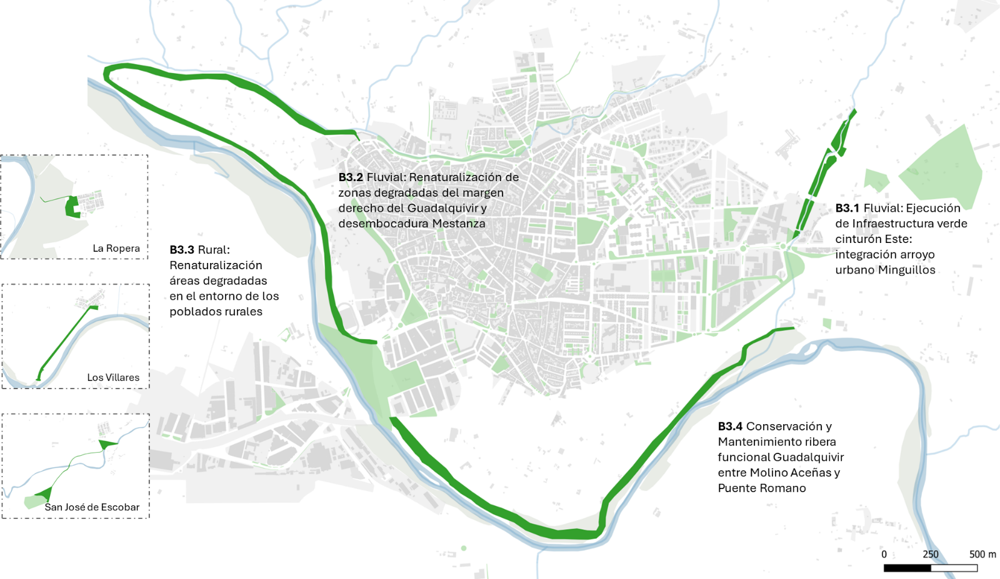 B3.2 Fluvial: Renaturalización de
zonas degradadas del margen
derecho del Guadalquivir y
desembocadura Mestanza
B3.1 Fluvial: Ejecución
de Infraestructura verde
cinturón Este:
integración arroyo
urbano Minguillos
La Ropera
B3.3 Rural:
Renaturalización
áreas degradadas
en el entorno de los
poblados rurales
Los Villares
San José de Escobar
B3.4 Conservación y
Mantenimiento ribera
funcional Guadalquivir
entre Molino Aceñas y
Puente Romano
0 250 500 m